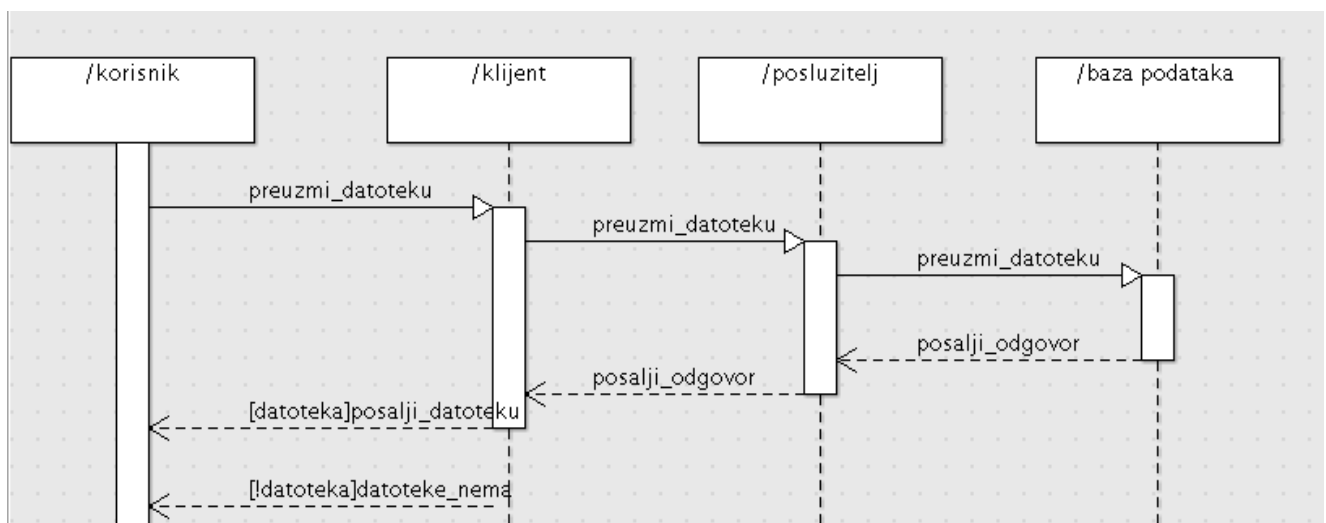 /korisnik
/klijent
/posluzitelj
/baza podataka
preuzmi_datoteku
preuzmi_datoteku
preuzmi_datoteku
posalji_odgovor
posalji_odgovor
[datoteka]posalji_datoteku
[!datoteka]datoteke_nema